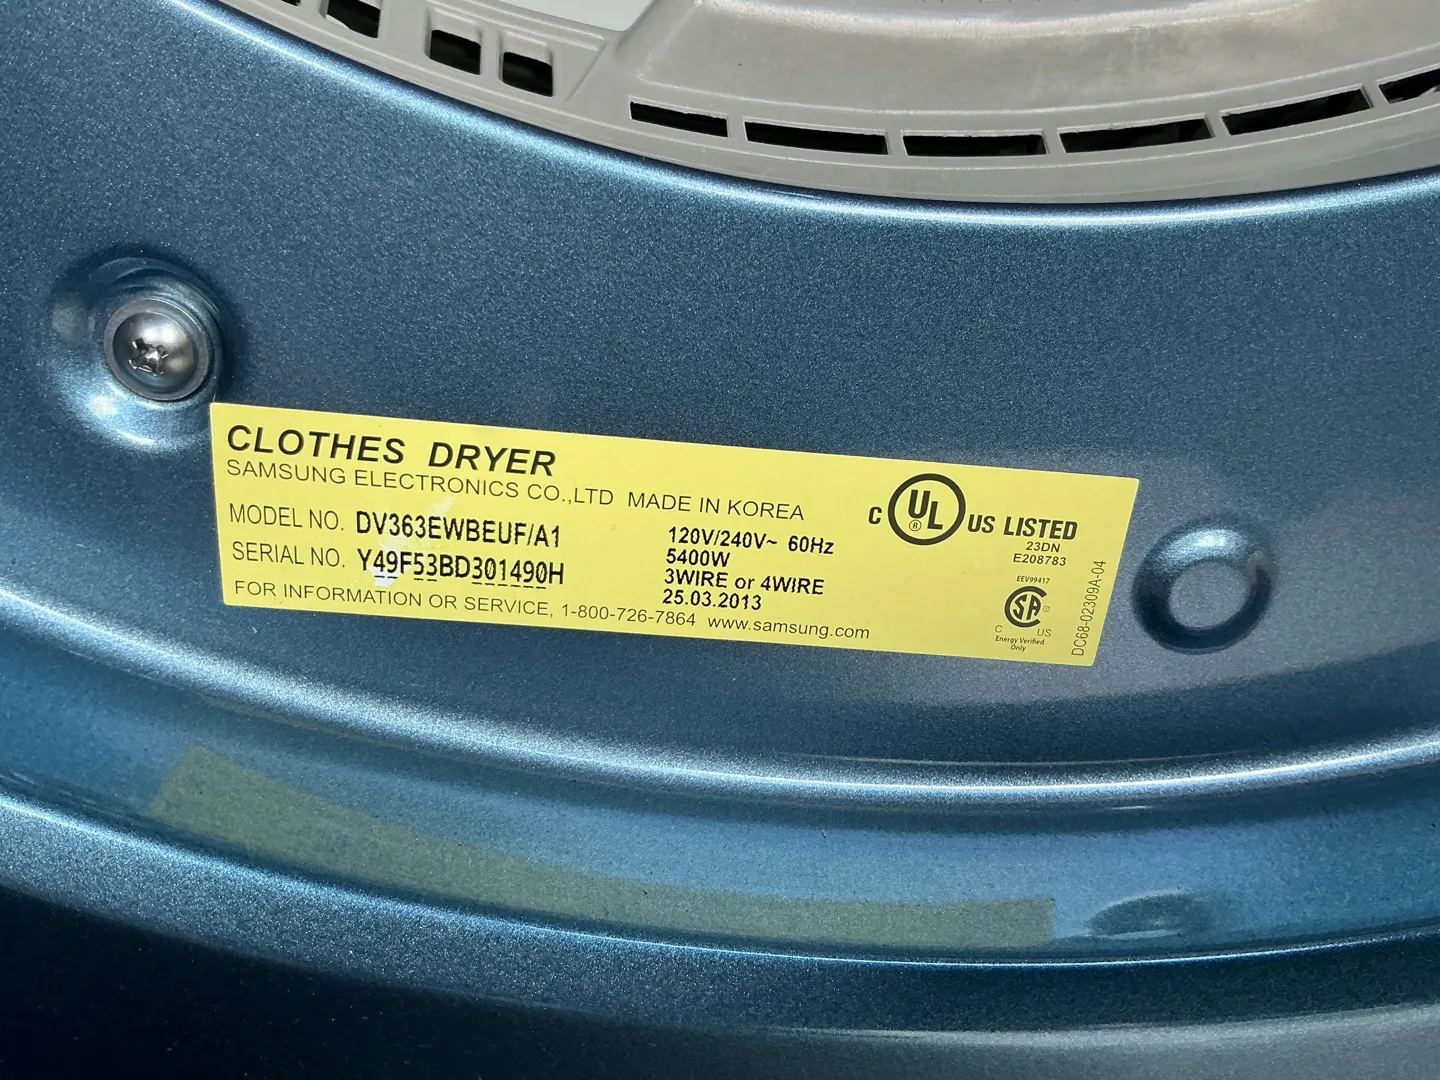 CLOTHES DRYER
SAMSUNG ELECTRONICS CO.,LTD MADE IN KOREA
MODEL NO. DV363EWBEUF/A1
SERIAL NO. Y49F53BD301490H
120V/240V~ 60Hz
5400W
3WIRE or 4WIRE
25.03.2013
FOR INFORMATION OR SERVICE, 1-800-726-7864 www.samsung.com
C UL ® US LISTED
23DN
E208783
EEV99417
SA
C US
Energy Verified
Only
DC68-02309A-04